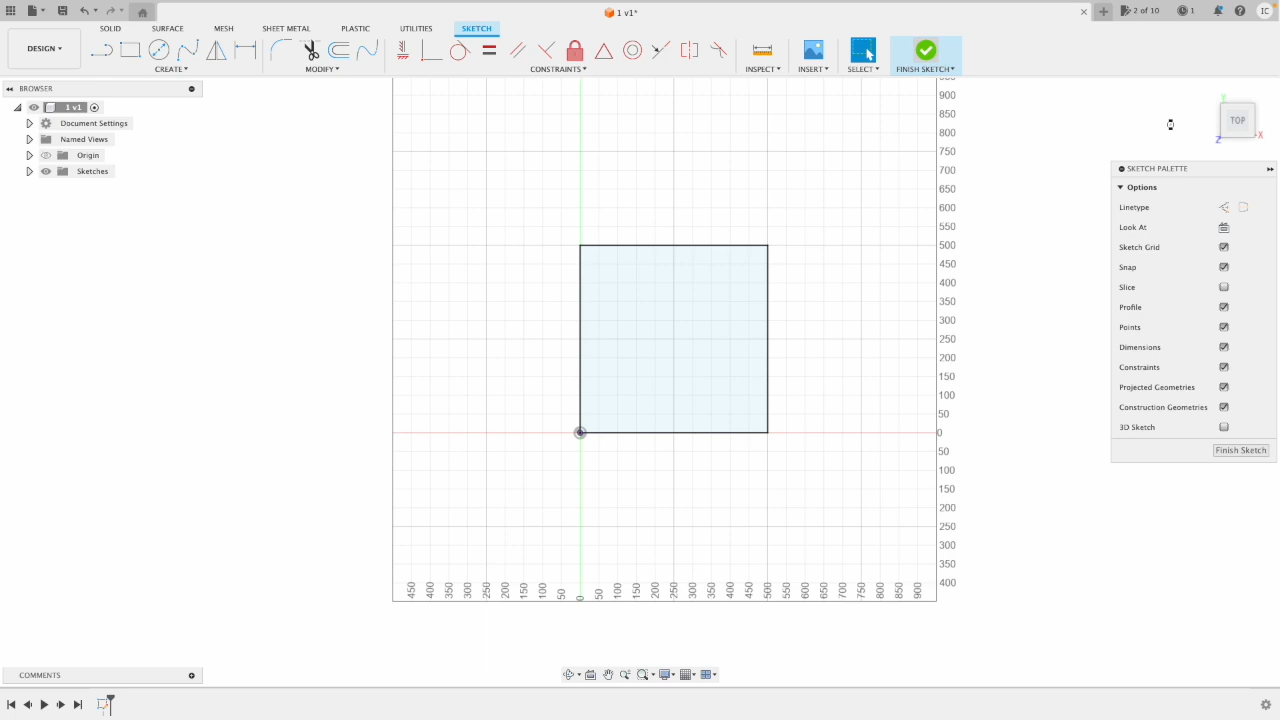 1 v1*
2 of 10
1
IC
DESIGN
SOLID
SURFACE
MESH
SHEET METAL
PLASTIC
UTILITIES
SKETCH
CREATE
MODIFY
CONSTRAINTS
INSPECT
INSERT
SELECT
FINISH SKETCH
BROWSER
1 v1
Document Settings
Named Views
Origin
Sketches
TOP
Y
X
Z
SKETCH PALETTE
Options
Linetype
Look At
Sketch Grid
Snap
Slice
Profile
Points
Dimensions
Constraints
Projected Geometries
Construction Geometries
3D Sketch
Finish Sketch
900
850
800
750
700
650
600
550
500
450
400
350
300
250
200
150
100
50
0
50
100
150
200
250
300
350
400
450
400
350
300
250
200
150
100
50
0
50
100
150
200
250
300
350
400
450
500
550
600
650
700
750
800
850
900
COMMENTS